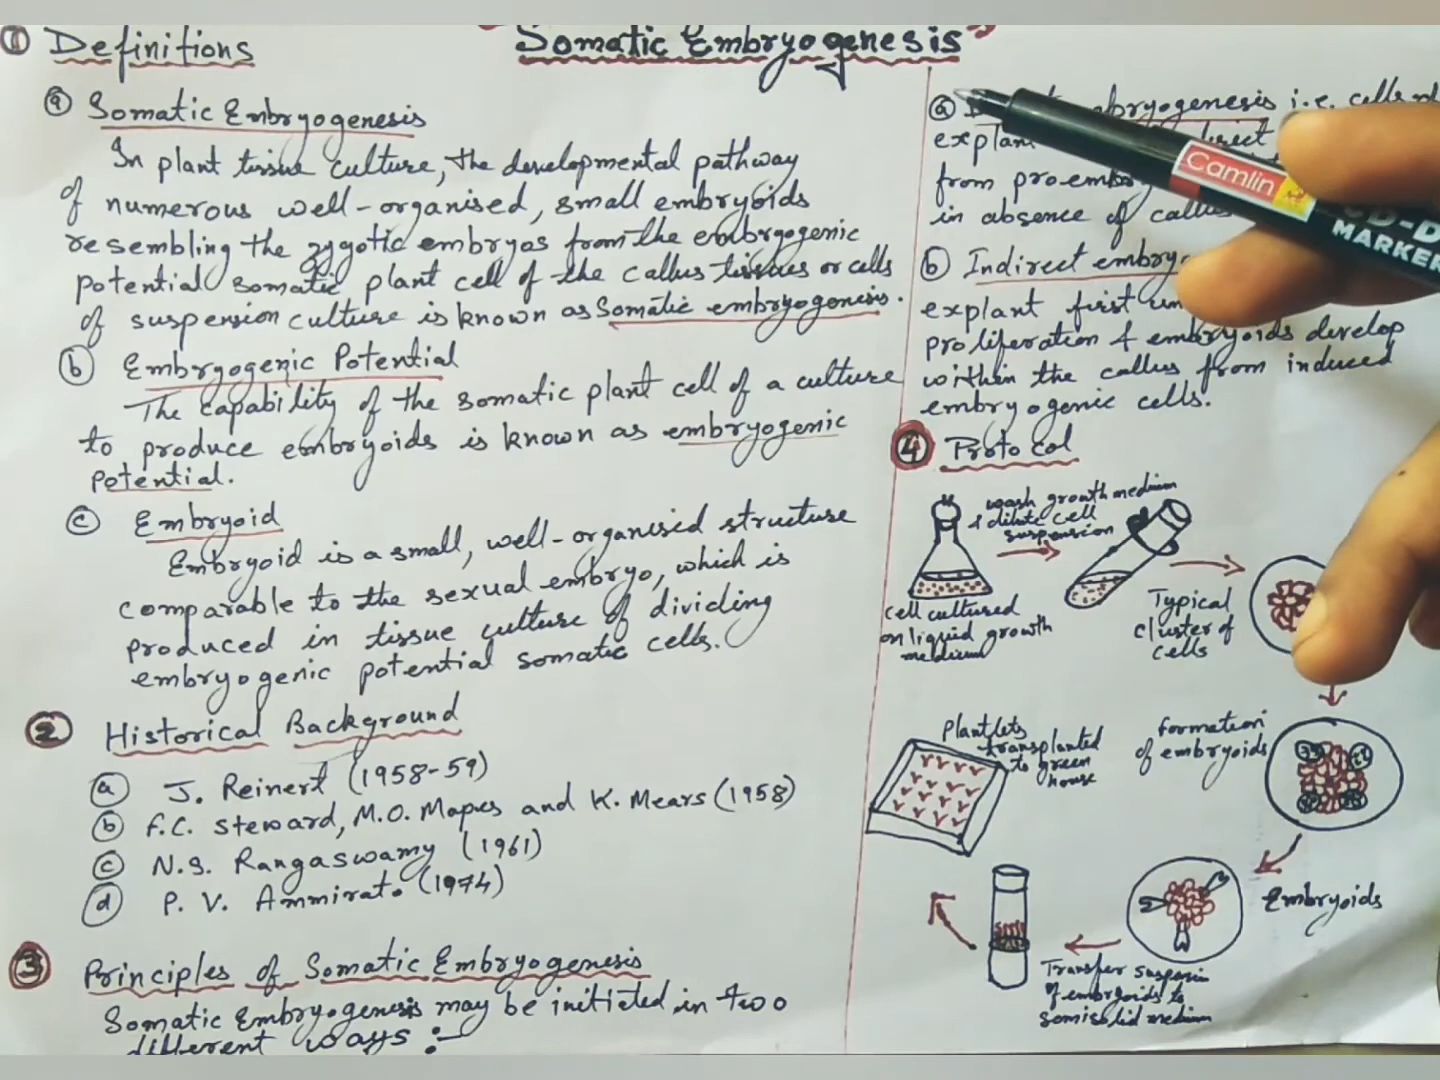 "Somatic Embryogenesis"
① Definitions
ⓐ Somatic Embryogenesis
In plant tissue culture, the developmental pathway
of numerous well-organised, small embryoids
resembling the zygotic embryos from the embrgogenic
potential somatic plant cell of the callus tissues or cells
of suspension culture is known as Somatic embryogenesis.
ⓑ Embryogenic Potential
The capability of the somatic plant cell of a culture
to produce embryoids is known as embryogenic
potential.
ⓒ Embryoid
Embryoid is a small, well-organised structure
comparable to the sexual embryo, which is
produced in tissue culture of dividing
embryogenic potential somatic cells.
② Historical Background
ⓐ J. Reinert (1958-59)
ⓑ F.C. Steward, M.O. Mapes and K. Mears (1958)
ⓒ N.S. Rangaswamy (1961)
ⓓ P. V. Ammirato (1974)
③ Principles of Somatic Embryogenesis
Somatic Embryogenesis may be initiated in two
different ways :-
ⓐ embryogenesis i.e. cells
explant
from
in absence of
ⓑ Indirect
explant first
proliferation & embryoids develop
within the callus from induced
embryogenic cells.
④ Protocol
wash growth medium
& dilute cell
suspension
cell cultured
on liquid growth
medium
Typical
cluster of
cells
formation
of embryoids
Plantlets
transplanted
to green
house
Embryoids
Transfer
of embryoids to
semisolid medium
Camlin
MARKER